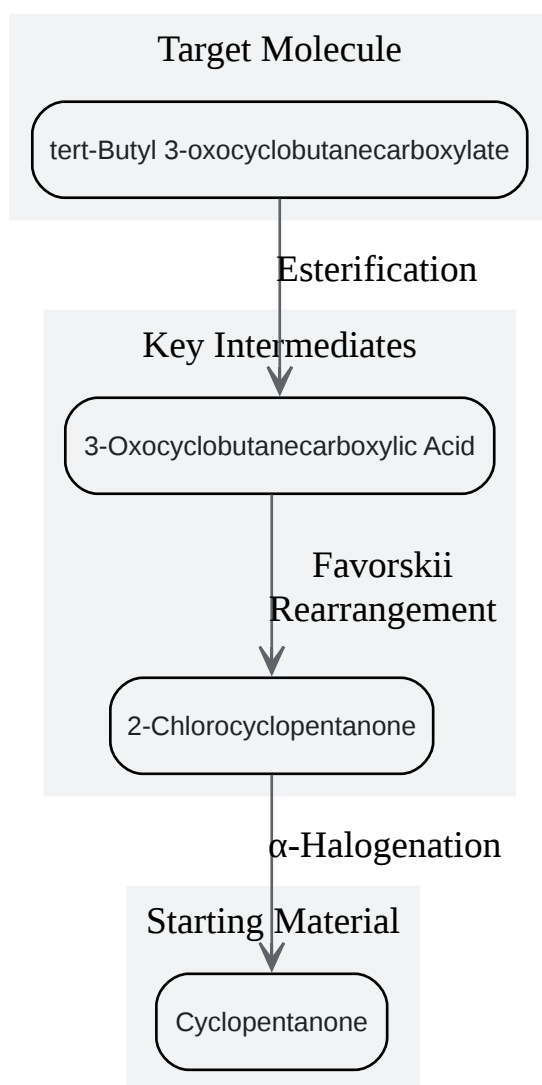 Target Molecule
tert-Butyl 3-oxocyclobutanecarboxylate
Esterification
Key Intermediates
3-Oxocyclobutanecarboxylic Acid
Favorskii
Rearrangement
2-Chlorocyclopentanone
α-Halogenation
Starting Material
Cyclopentanone